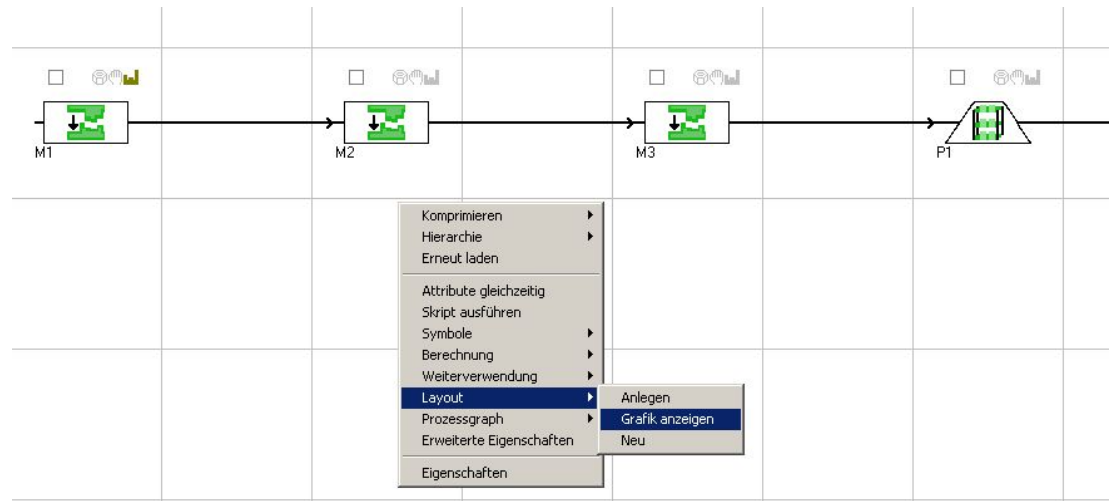 M1
M2
M3
P1
Komprimieren
Hierarchie
Erneut laden
Attribute gleichzeitig
Skript ausführen
Symbole
Berechnung
Weiterverwendung
Layout
Prozessgraph
Erweiterte Eigenschaften
Eigenschaften
Anlegen
Grafik anzeigen
Neu